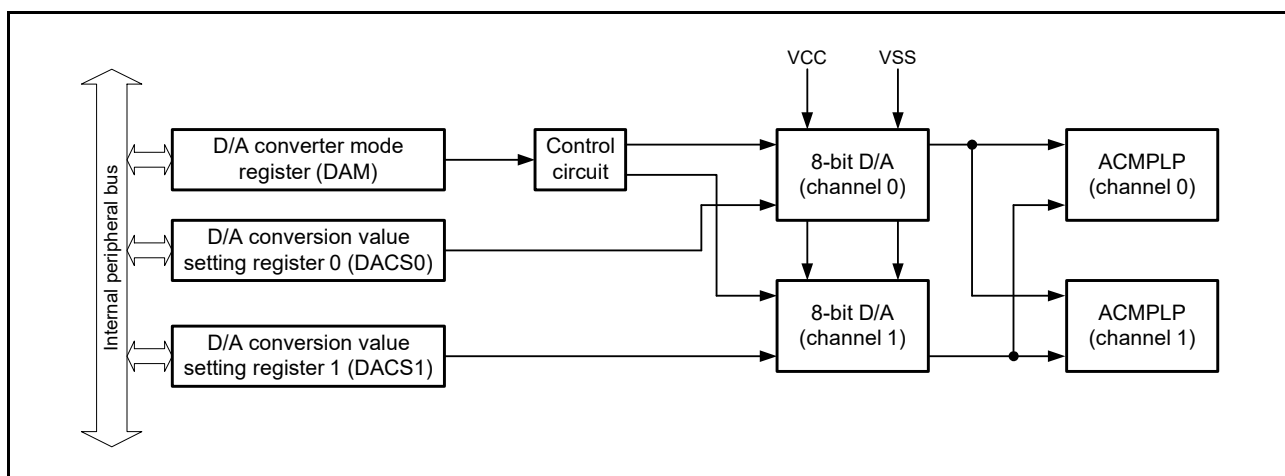 VCC
VSS
Internal peripheral bus
D/A converter mode
register (DAM)
Control
circuit
8-bit D/A
(channel 0)
ACMPLP
(channel 0)
D/A conversion value
setting register 0 (DACS0)
8-bit D/A
(channel 1)
ACMPLP
(channel 1)
D/A conversion value
setting register 1 (DACS1)